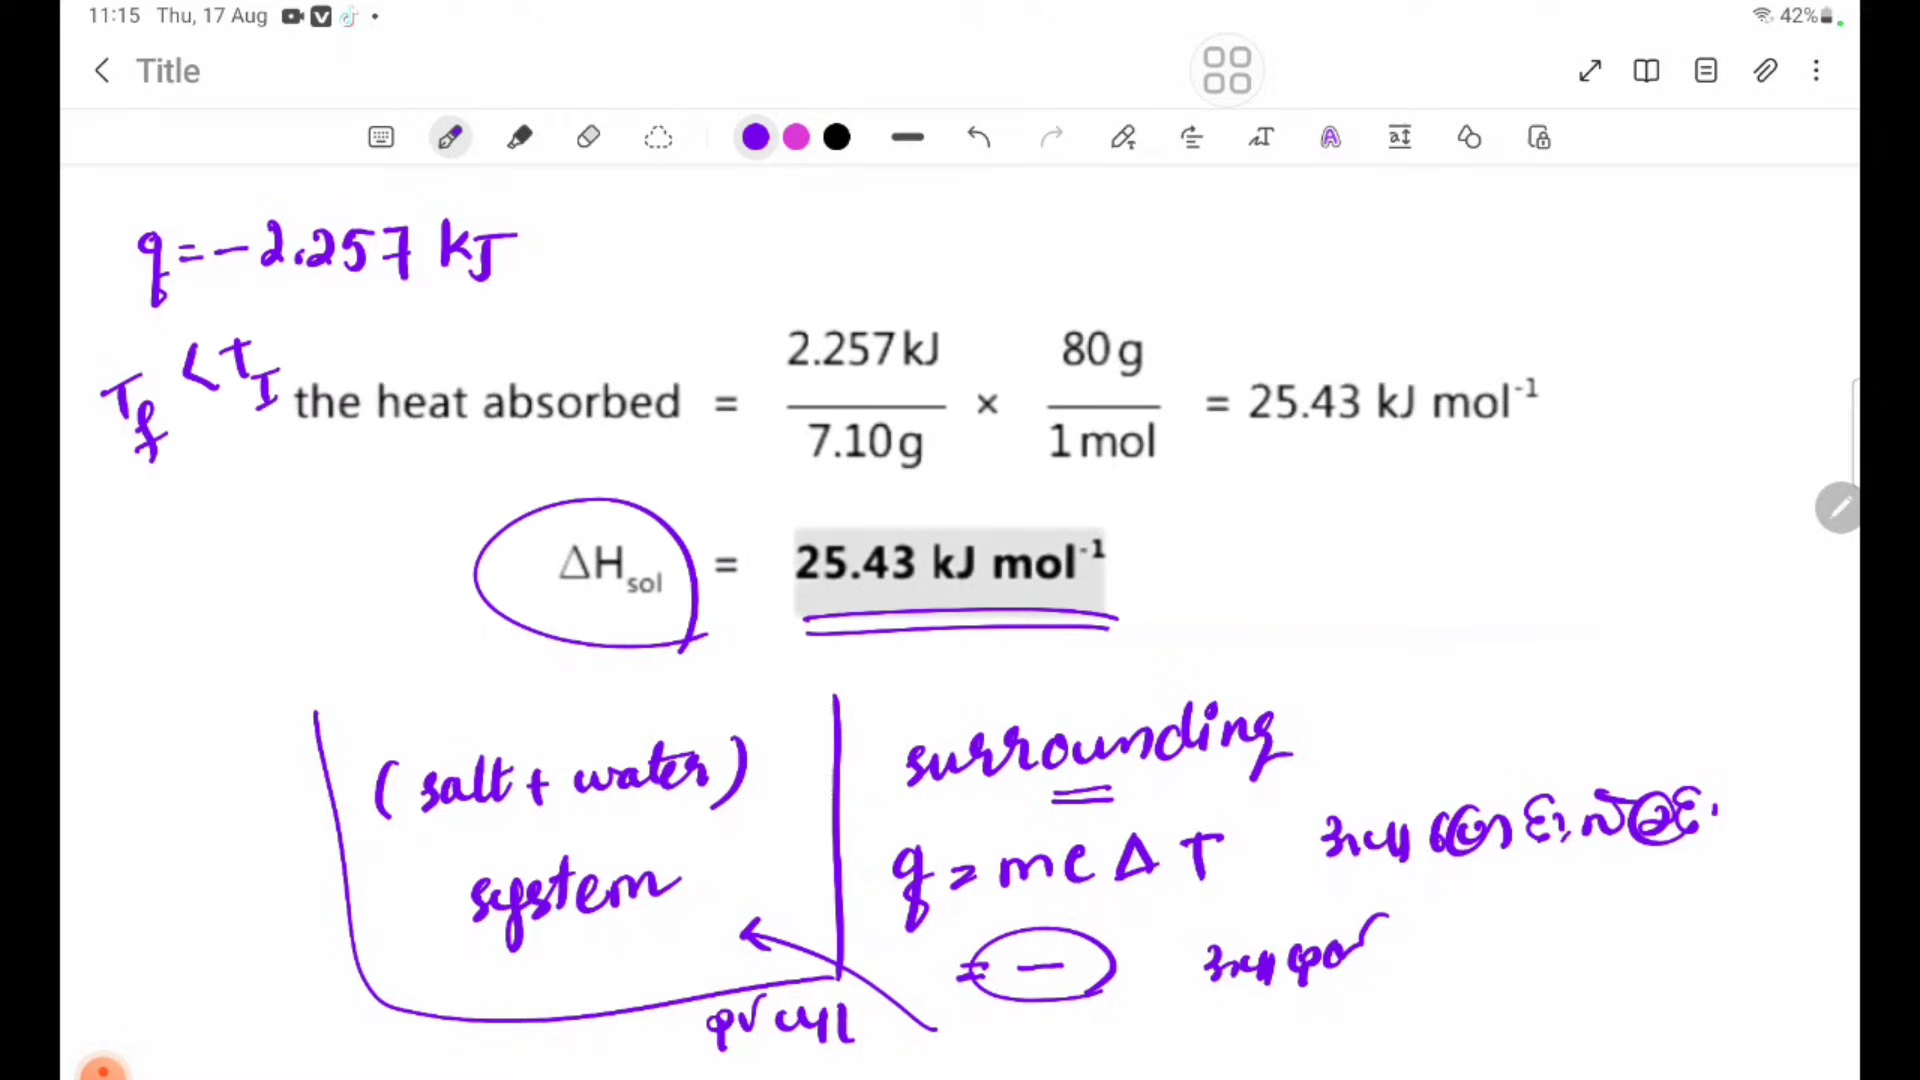 11:15 Thu, 17 Aug
42%
Title
q = - 2.257 kJ
Tf < TI
the heat absorbed = 2.257 kJ / 7.10 g × 80 g / 1 mol = 25.43 kJ mol⁻¹
ΔHsol = 25.43 kJ mol⁻¹
(salt + water)
system
surrounding
q = mcΔT
= -